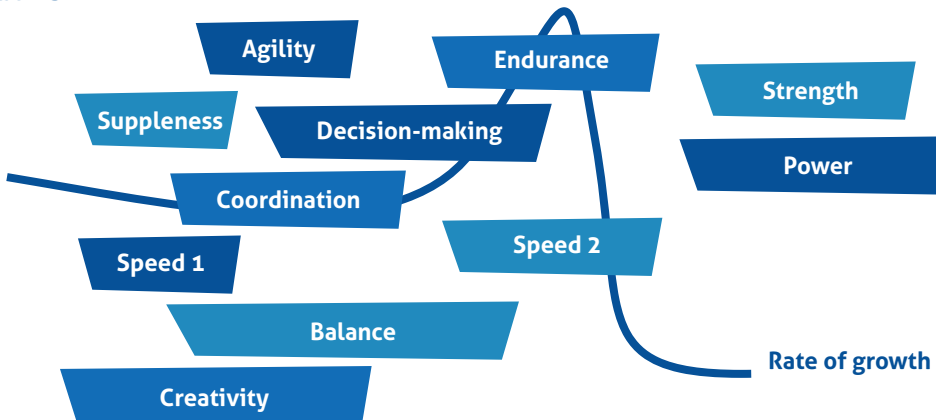 Agility
Endurance
Strength
Suppleness
Decision-making
Power
Coordination
Speed 1
Speed 2
Balance
Rate of growth
Creativity